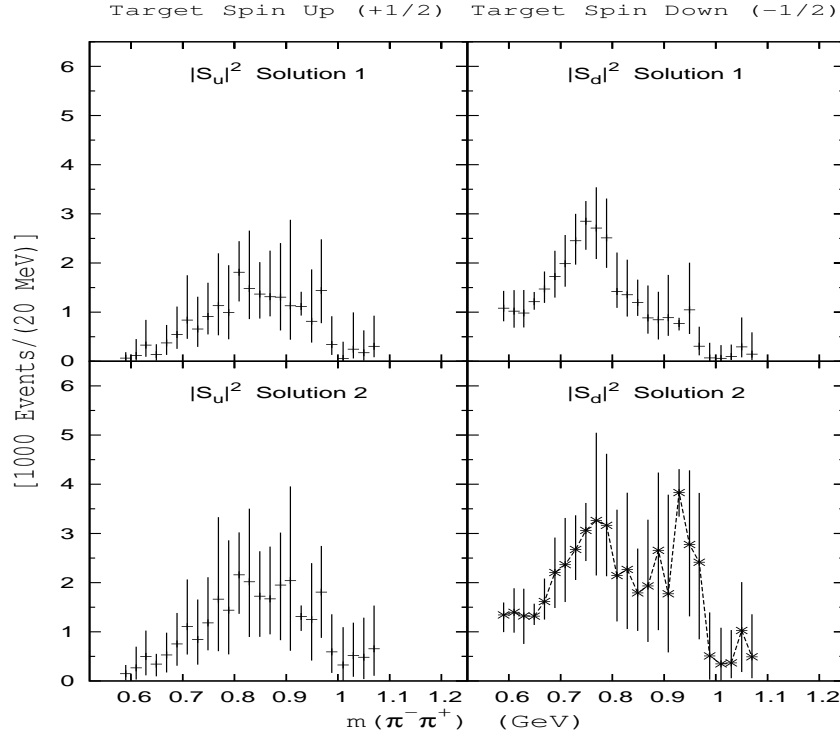 Target Spin Up (+1/2) Target Spin Down (−1/2)
|S_u|² Solution 1
|S_d|² Solution 1
6
5
4
3
2
1
0
|S_u|² Solution 2
|S_d|² Solution 2
6
5
4
3
2
1
0
[1000 Events/(20 MeV)]
0.6 0.7 0.8 0.9 1 1.1 1.2 0.6 0.7 0.8 0.9 1 1.1 1.2
m(π⁻π⁺) (GeV)